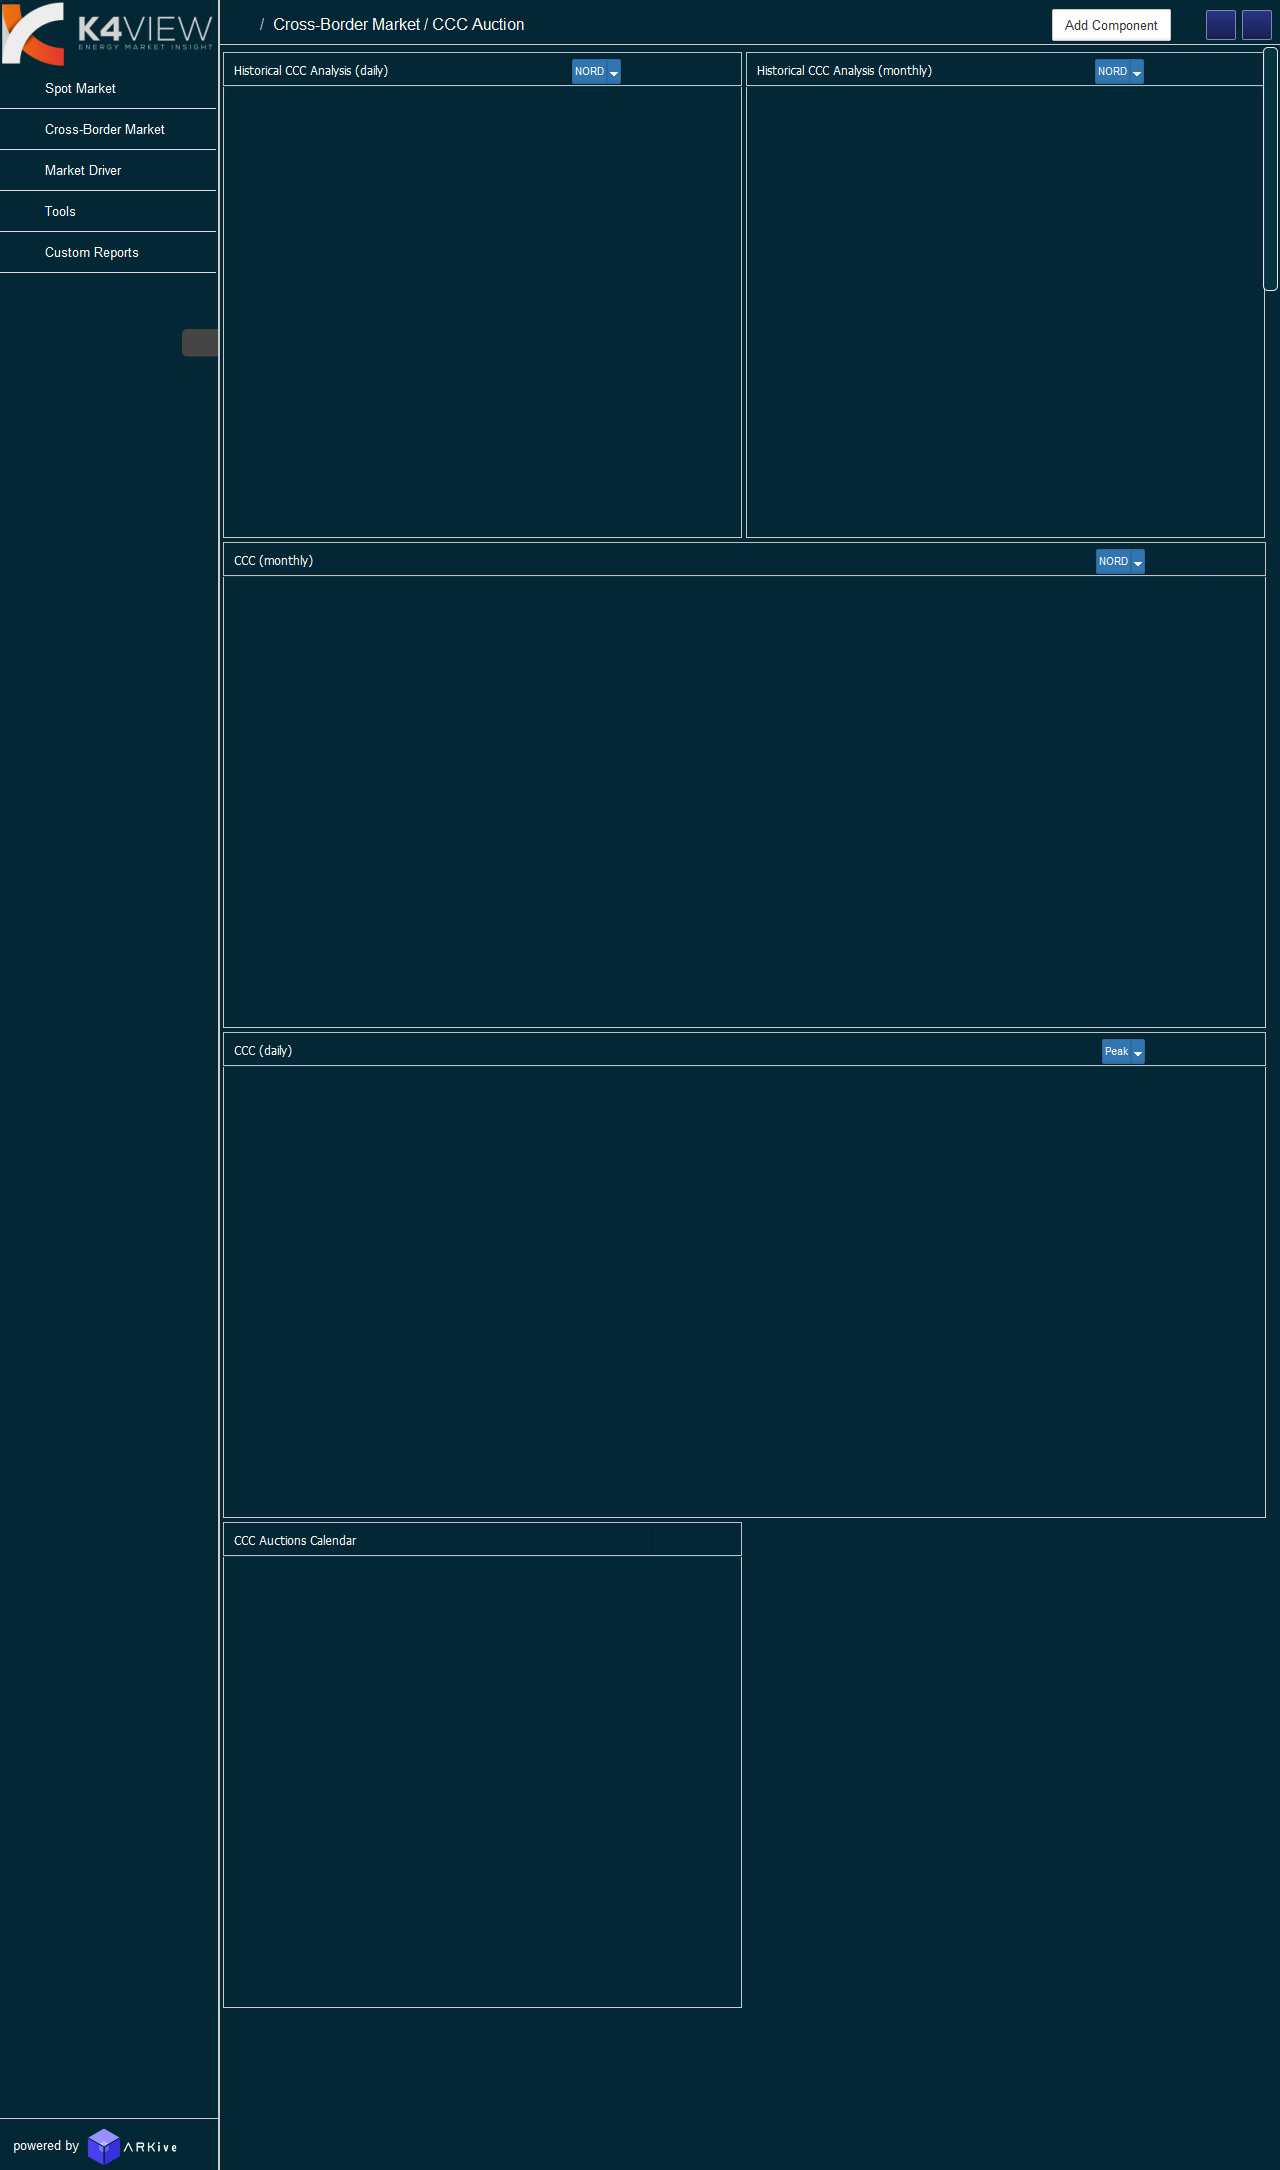 K4VIEW
ENERGY MARKET INSIGHT
/ Cross-Border Market / CCC Auction
Add Component
Spot Market
Cross-Border Market
Market Driver
Tools
Custom Reports
Historical CCC Analysis (daily)
NORD
Historical CCC Analysis (monthly)
NORD
CCC (monthly)
NORD
CCC (daily)
Peak
CCC Auctions Calendar
powered by ARKive